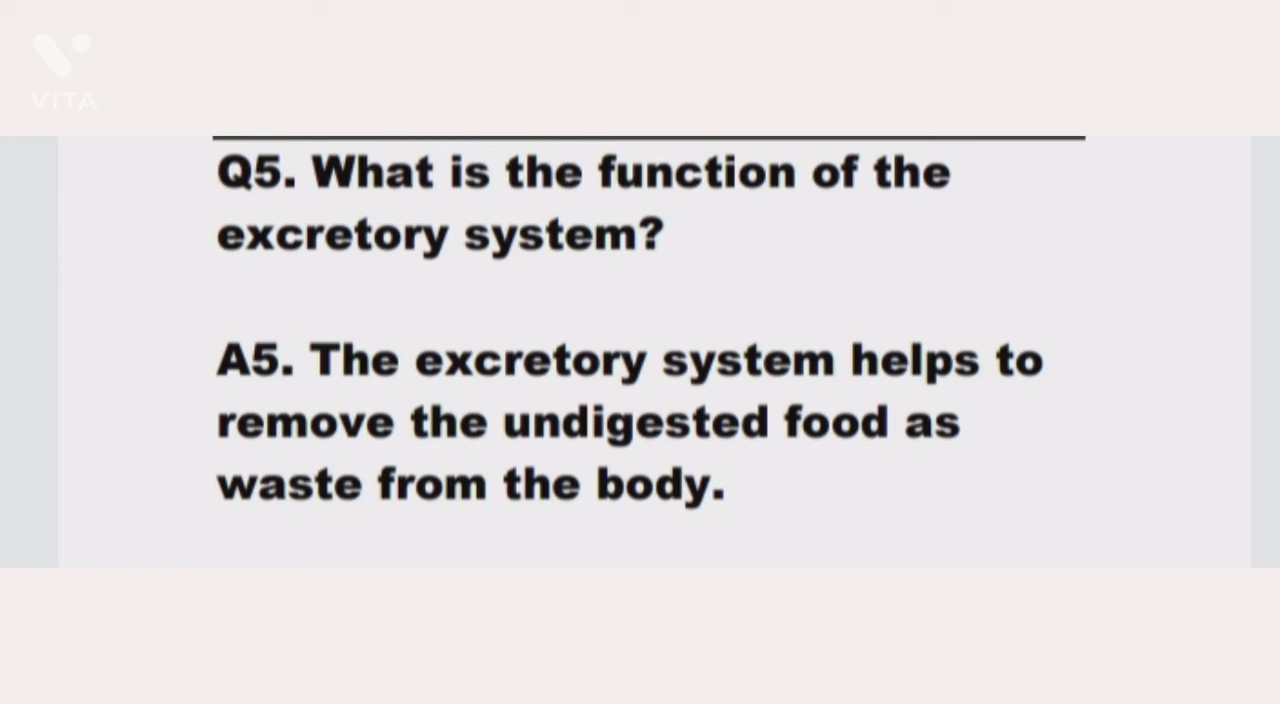 VITA
Q5. What is the function of the
excretory system?
A5. The excretory system helps to
remove the undigested food as
waste from the body.